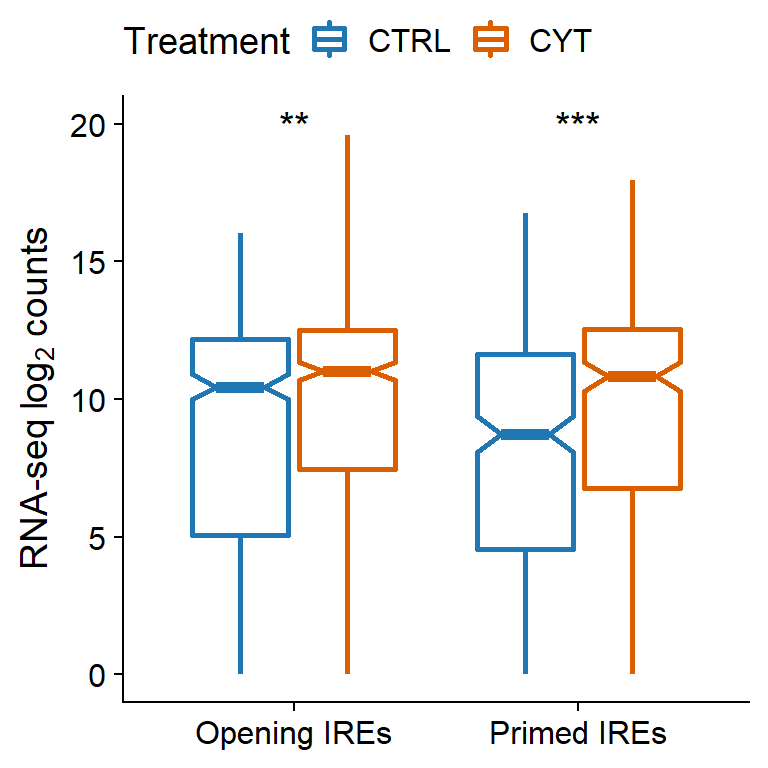 Treatment CTRL CYT
** ***
20
15
10
5
0
RNA-seq log₂ counts
Opening IREs Primed IREs